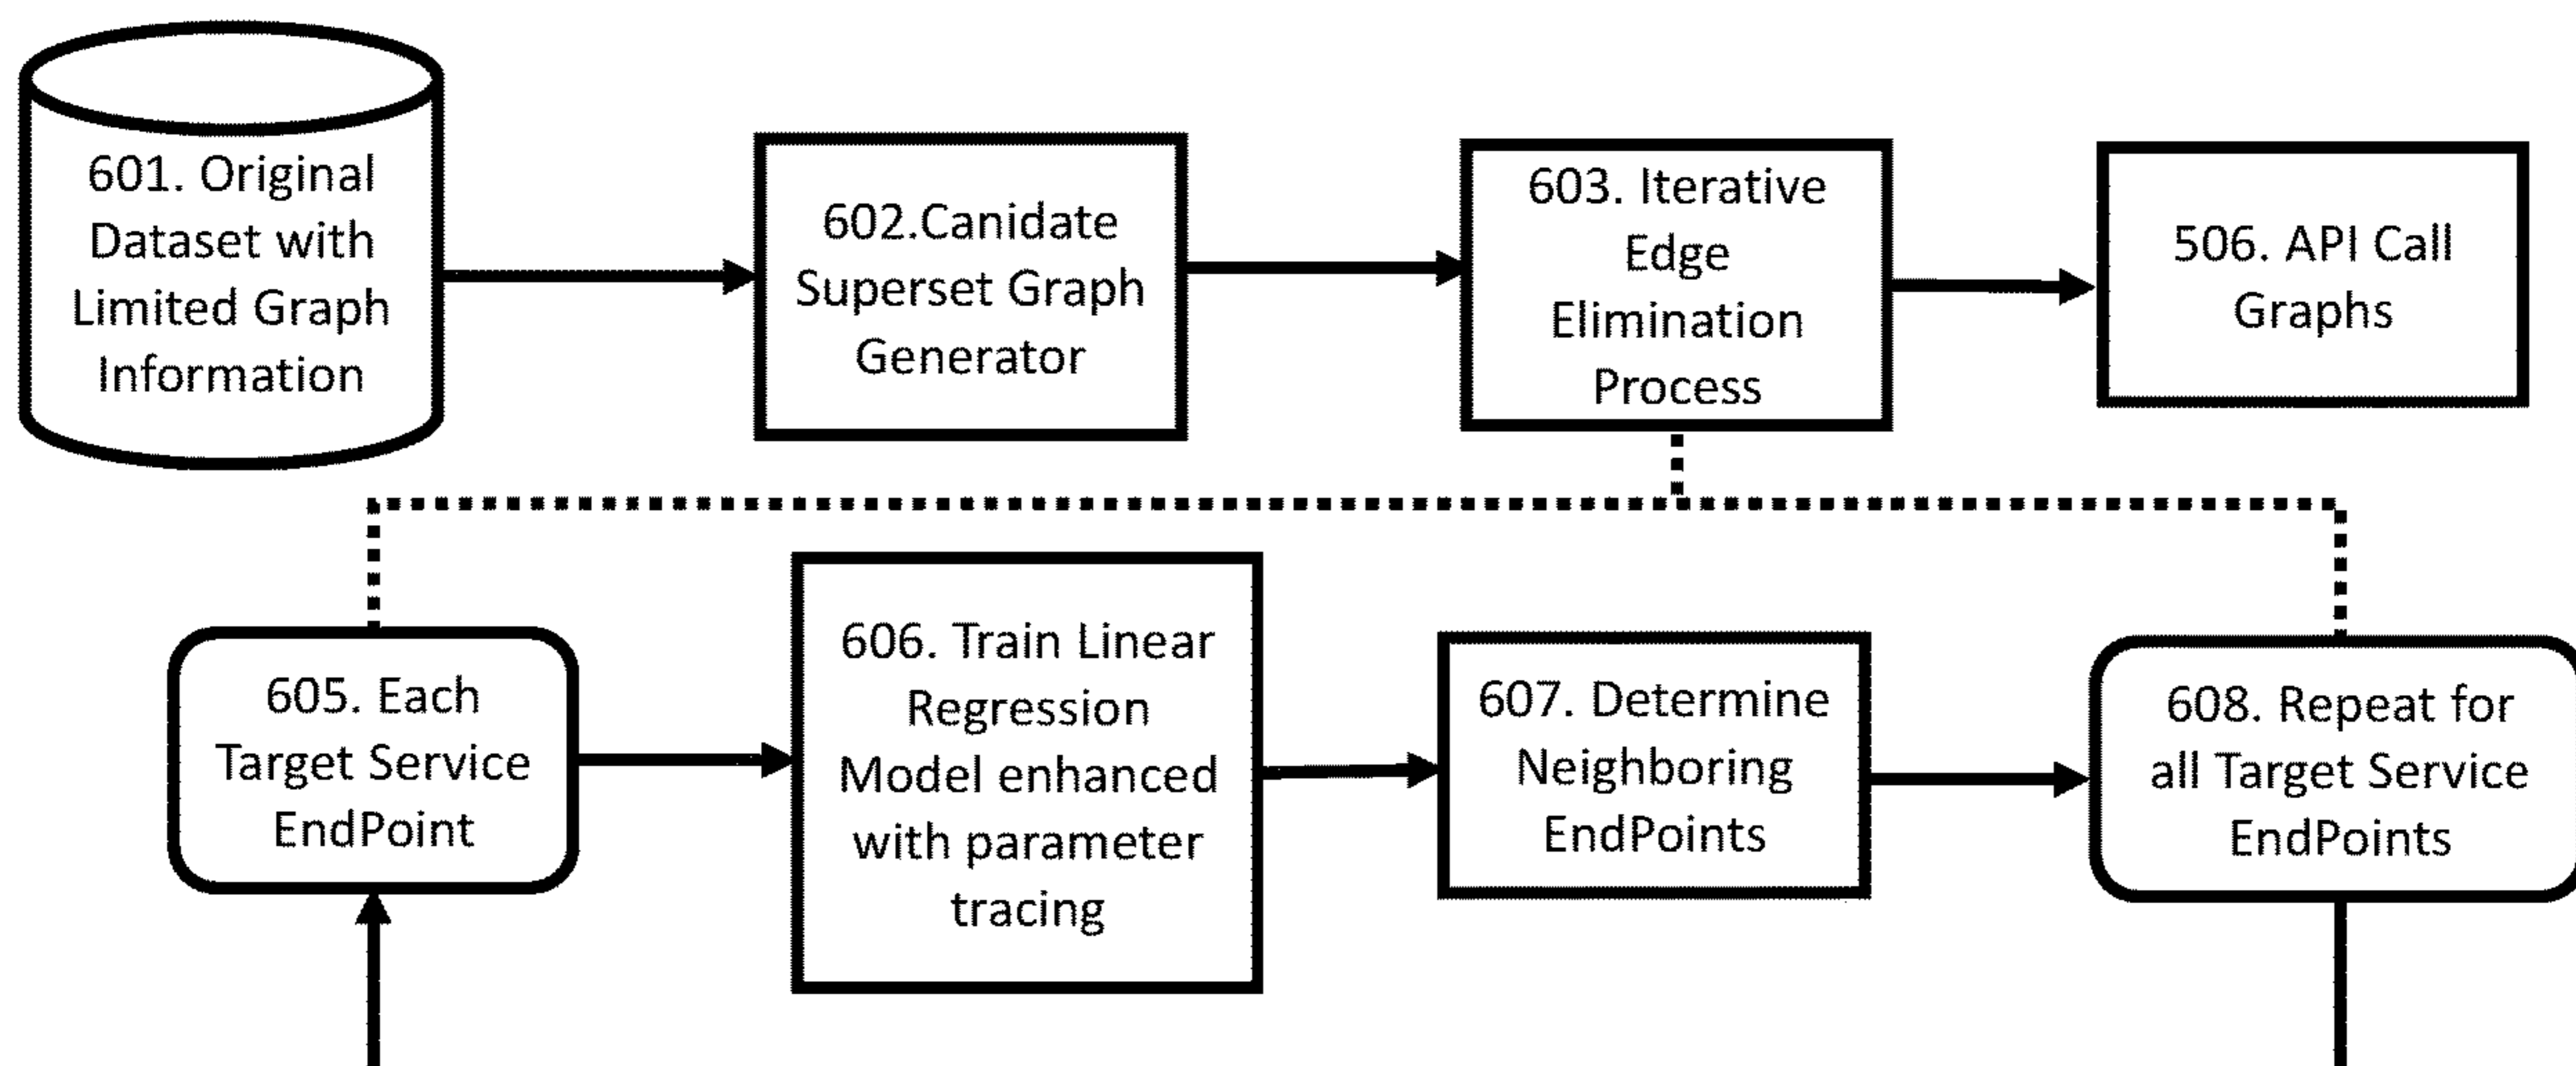 601. Original
Dataset with
Limited Graph
Information
602.Canidate
Superset Graph
Generator
603. Iterative
Edge
Elimination
Process
506. API Call
Graphs
605. Each
Target Service
EndPoint
606. Train Linear
Regression
Model enhanced
with parameter
tracing
607. Determine
Neighboring
EndPoints
608. Repeat for
all Target Service
EndPoints